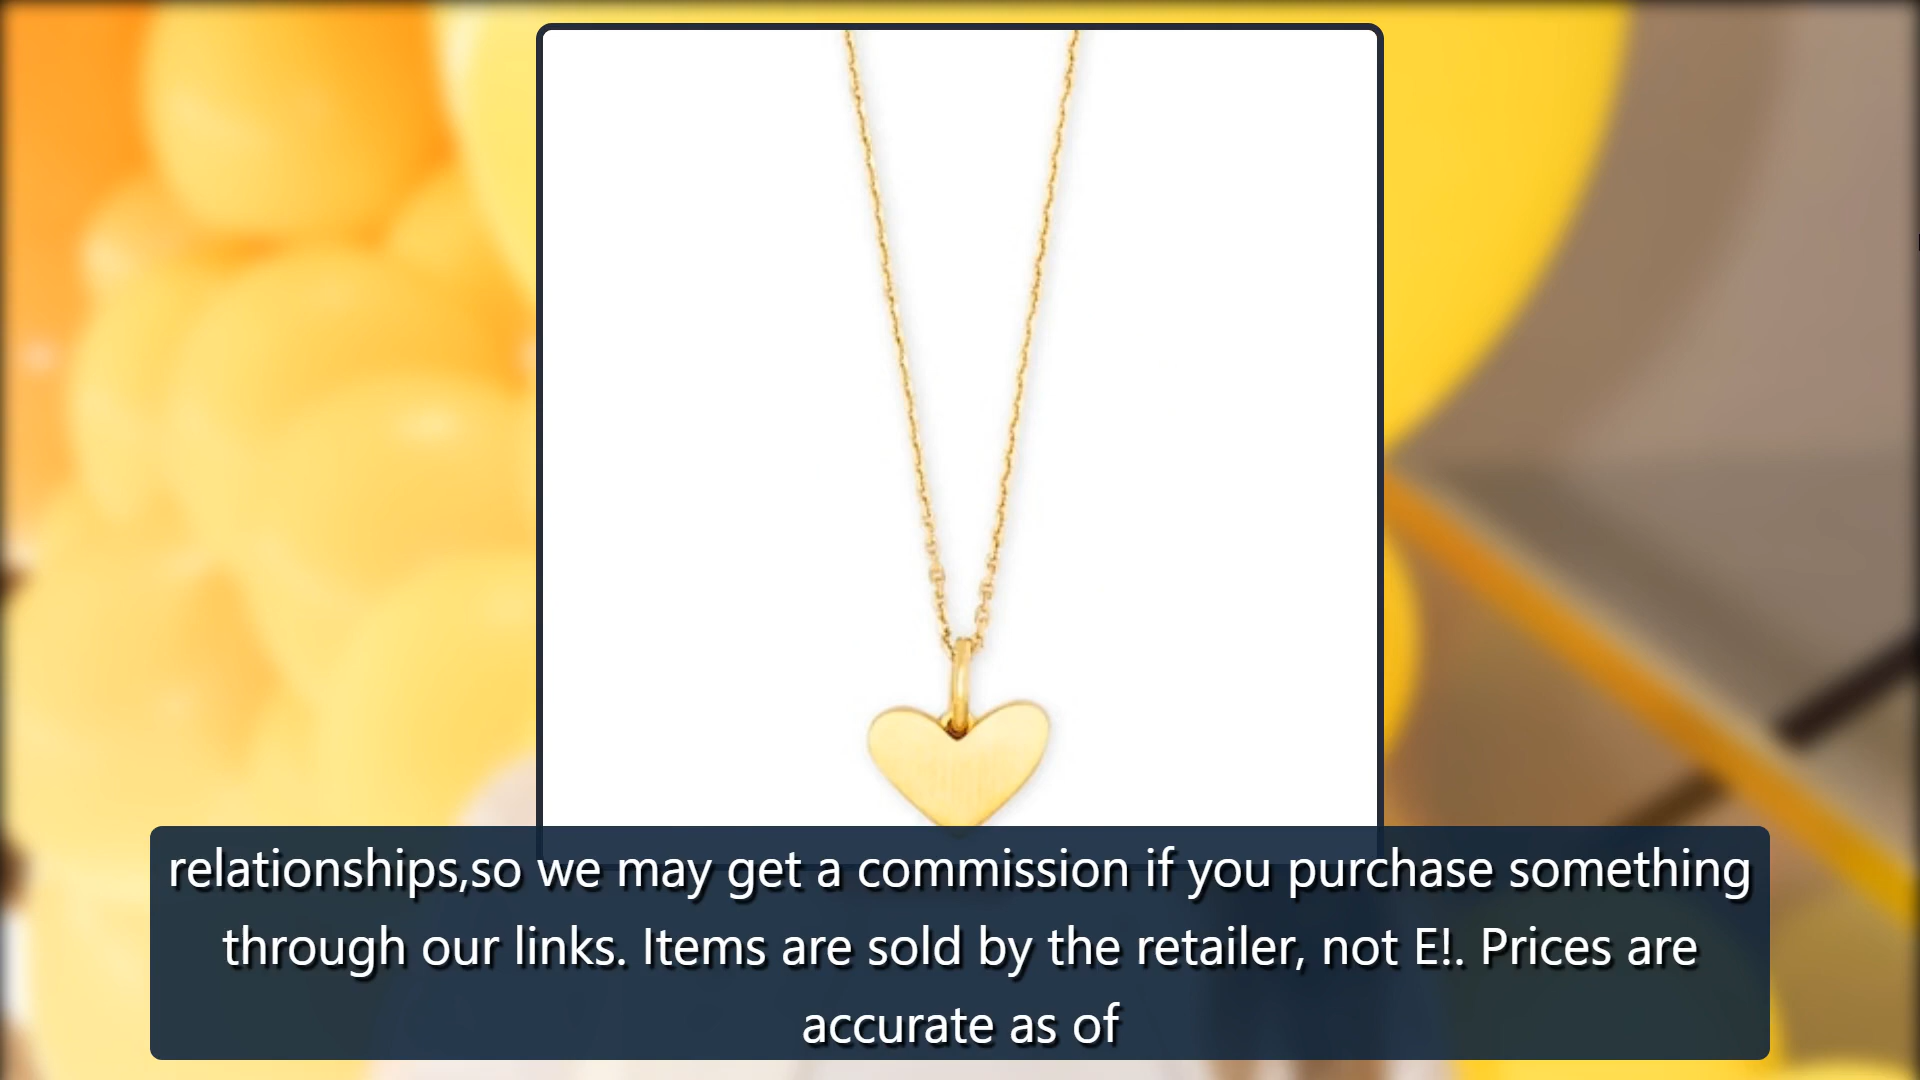 relationships,so we may get a commission if you purchase something
through our links. Items are sold by the retailer, not E!. Prices are
accurate as of